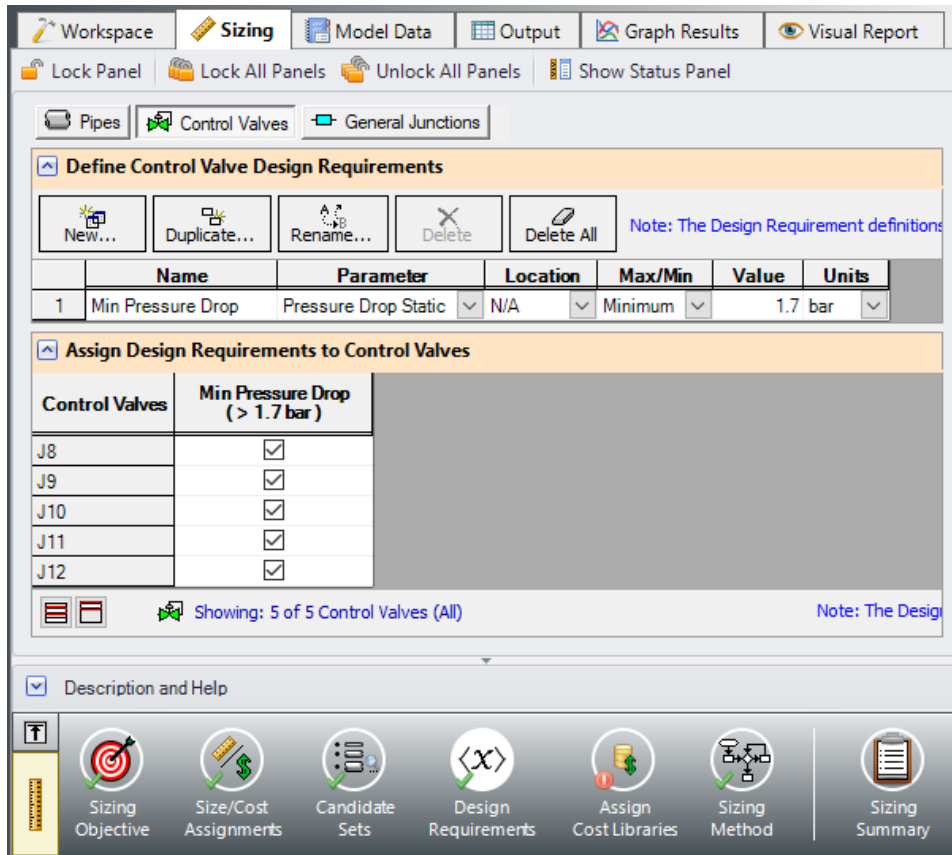 Workspace Sizing Model Data Output Graph Results Visual Report
Lock Panel Lock All Panels Unlock All Panels Show Status Panel
Pipes Control Valves General Junctions
Define Control Valve Design Requirements
New... Duplicate... Rename... Delete Delete All Note: The Design Requirement definitions
Name Parameter Location Max/Min Value Units
1 Min Pressure Drop Pressure Drop Static N/A Minimum 1.7 bar
Assign Design Requirements to Control Valves
Control Valves Min Pressure Drop
( > 1.7 bar )
J8
J9
J10
J11
J12
Showing: 5 of 5 Control Valves (All) Note: The Desig
Description and Help
Sizing Size/Cost Candidate Design Assign Sizing Sizing
Objective Assignments Sets Requirements Cost Libraries Method Summary